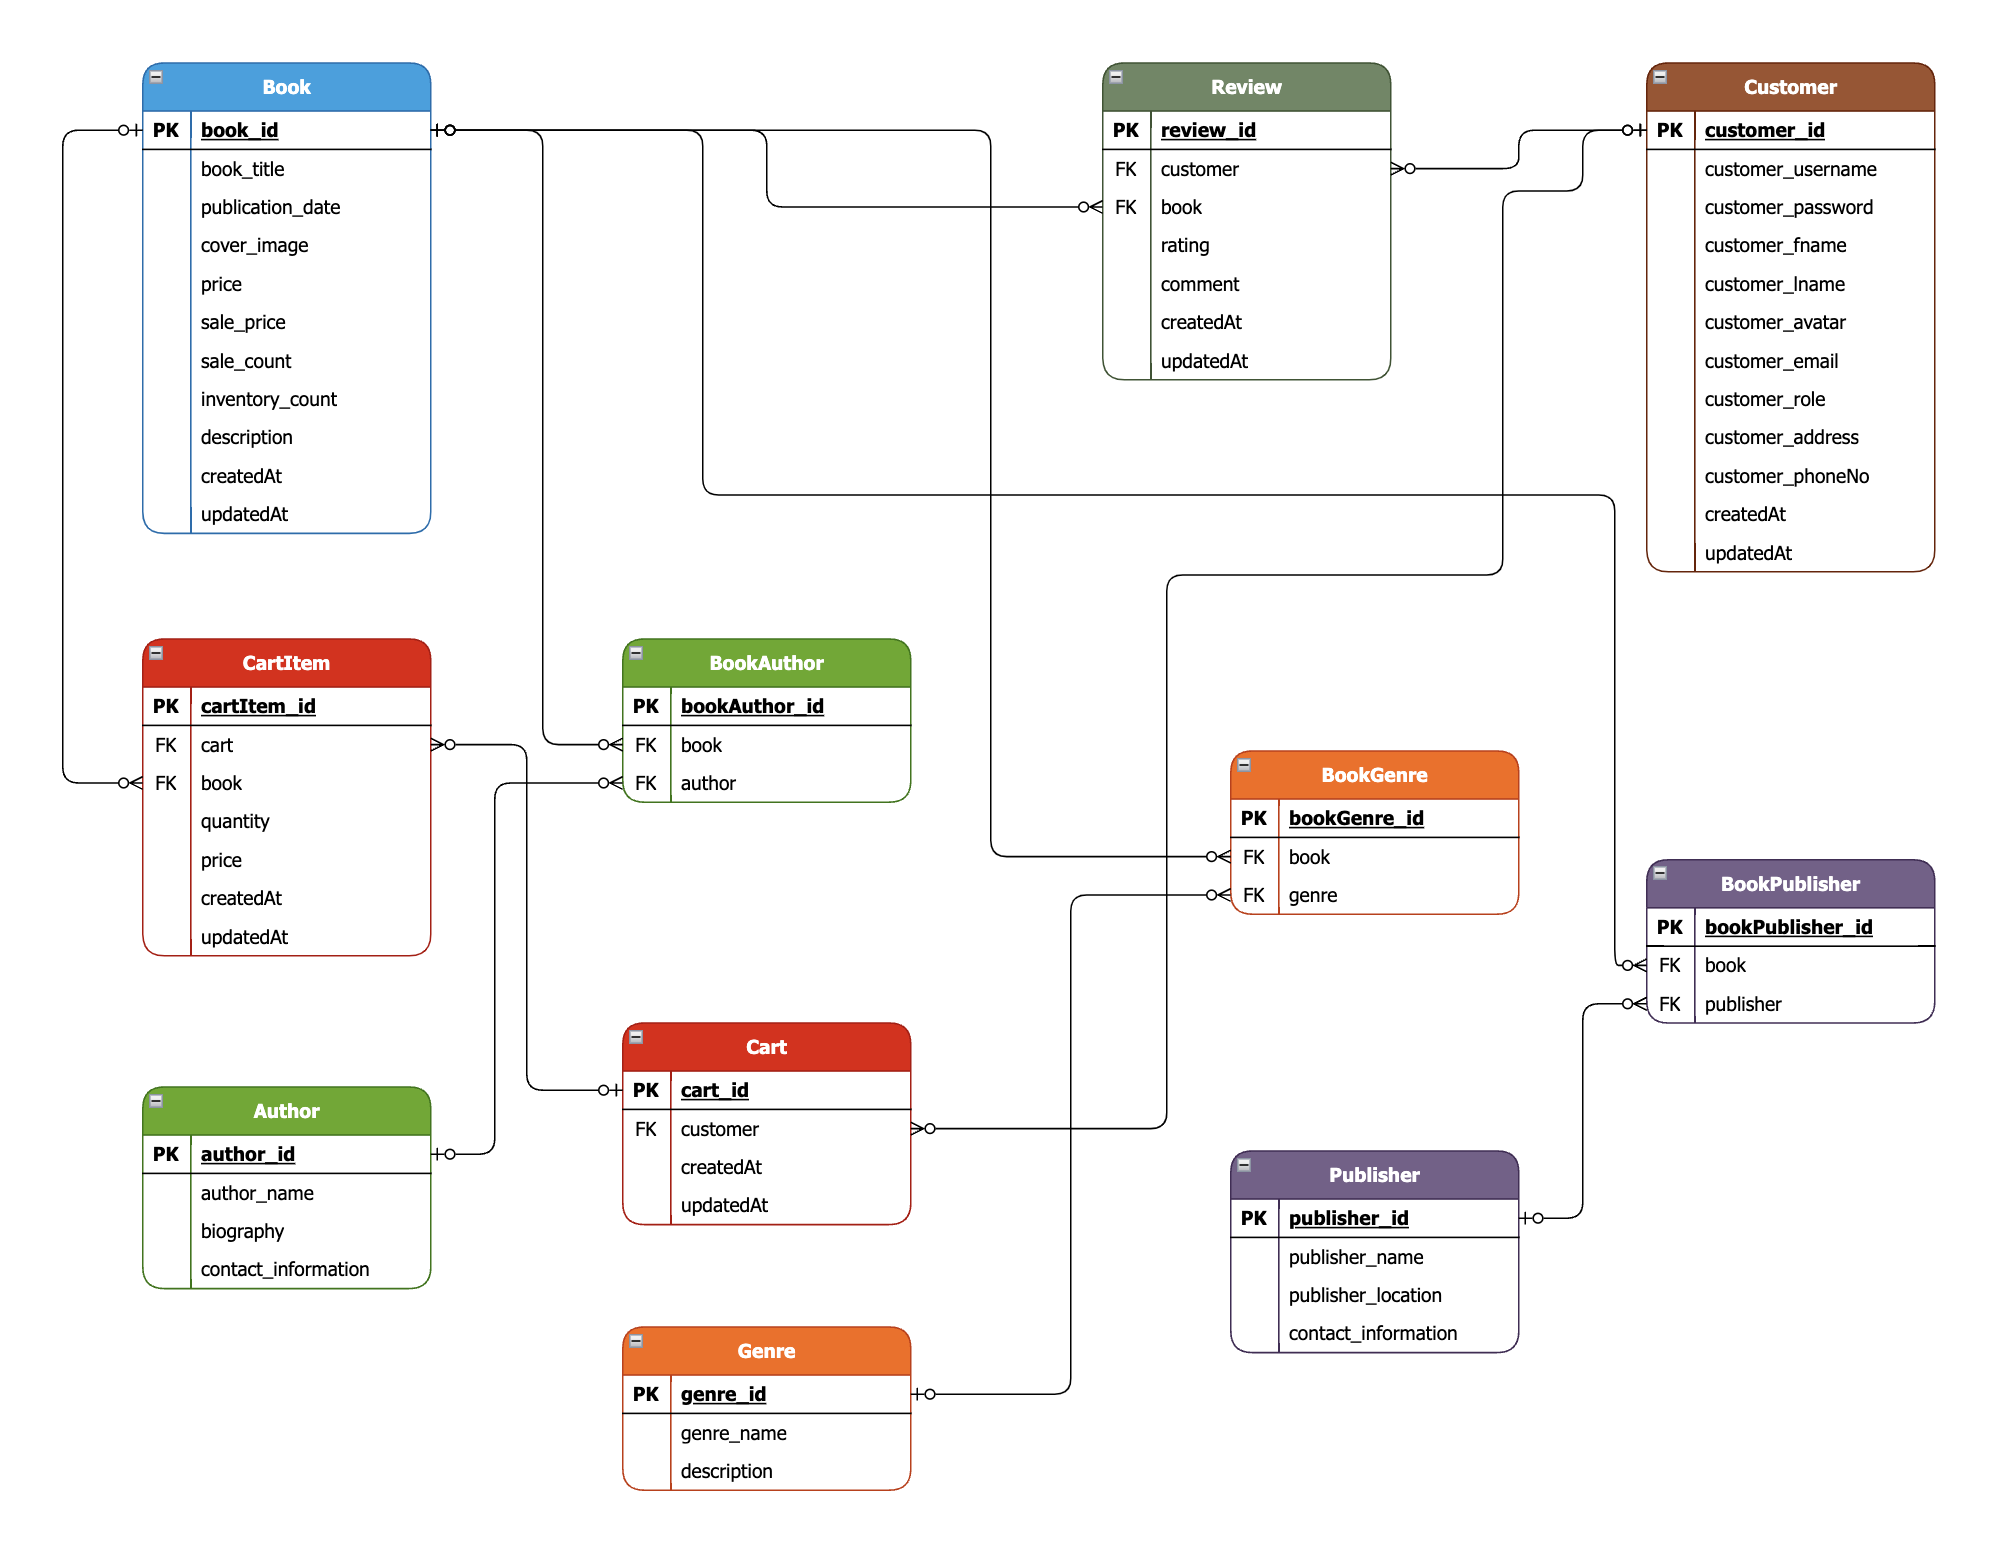 Book
PK book_id
book_title
publication_date
cover_image
price
sale_price
sale_count
inventory_count
description
createdAt
updatedAt
Review
PK review_id
FK customer
FK book
rating
comment
createdAt
updatedAt
Customer
PK customer_id
customer_username
customer_password
customer_fname
customer_lname
customer_avatar
customer_email
customer_role
customer_address
customer_phoneNo
createdAt
updatedAt
CartItem
PK cartItem_id
FK cart
FK book
quantity
price
createdAt
updatedAt
BookAuthor
PK bookAuthor_id
FK book
FK author
BookGenre
PK bookGenre_id
FK book
FK genre
BookPublisher
PK bookPublisher_id
FK book
FK publisher
Author
PK author_id
author_name
biography
contact_information
Cart
PK cart_id
FK customer
createdAt
updatedAt
Publisher
PK publisher_id
publisher_name
publisher_location
contact_information
Genre
PK genre_id
genre_name
description